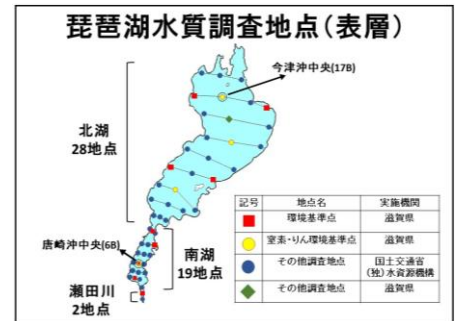 琵琶湖水質調査地点(表層)
今津沖中央(17B)
北湖
28地点
唐崎沖中央(6B)
南湖
19地点
瀬田川
2地点
記号 地点名 実施機関
環境基準点 滋賀県
窒素・りん環境基準点 滋賀県
その他調査地点 国土交通省
(独)水資源機構
その他調査地点 滋賀県